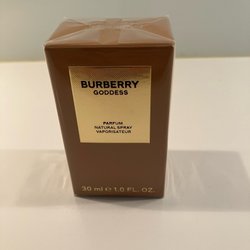 BURBERRY
GODDESS
PARFUM
NATURAL SPRAY
VAPORISATEUR
30 ml ℮ 1.0 FL. OZ.